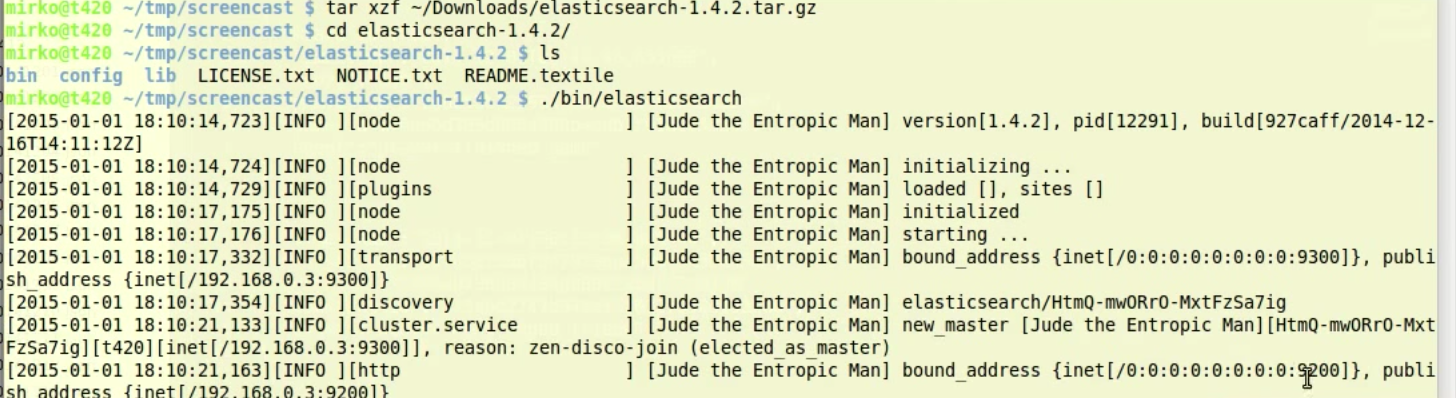 mirko@t420 ~/tmp/screencast $ tar xzf ~/Downloads/elasticsearch-1.4.2.tar.gz
mirko@t420 ~/tmp/screencast $ cd elasticsearch-1.4.2/
mirko@t420 ~/tmp/screencast/elasticsearch-1.4.2 $ ls
bin  config  lib  LICENSE.txt  NOTICE.txt  README.textile
mirko@t420 ~/tmp/screencast/elasticsearch-1.4.2 $ ./bin/elasticsearch
[2015-01-01 18:10:14,723][INFO ][node                     ] [Jude the Entropic Man] version[1.4.2], pid[12291], build[927caff/2014-12-
16T14:11:12Z]
[2015-01-01 18:10:14,724][INFO ][node                     ] [Jude the Entropic Man] initializing ...
[2015-01-01 18:10:14,729][INFO ][plugins                  ] [Jude the Entropic Man] loaded [], sites []
[2015-01-01 18:10:17,175][INFO ][node                     ] [Jude the Entropic Man] initialized
[2015-01-01 18:10:17,176][INFO ][node                     ] [Jude the Entropic Man] starting ...
[2015-01-01 18:10:17,332][INFO ][transport                ] [Jude the Entropic Man] bound_address {inet[/0:0:0:0:0:0:0:0:9300]}, publi
sh_address {inet[/192.168.0.3:9300]}
[2015-01-01 18:10:17,354][INFO ][discovery                ] [Jude the Entropic Man] elasticsearch/HtmQ-mwORrO-MxtFzSa7ig
[2015-01-01 18:10:21,133][INFO ][cluster.service          ] [Jude the Entropic Man] new_master [Jude the Entropic Man][HtmQ-mwORrO-Mxt
FzSa7ig][t420][inet[/192.168.0.3:9300]], reason: zen-disco-join (elected_as_master)
[2015-01-01 18:10:21,163][INFO ][http                     ] [Jude the Entropic Man] bound_address {inet[/0:0:0:0:0:0:0:0:9200]}, publi
sh_address {inet[/192.168.0.3:9200]}